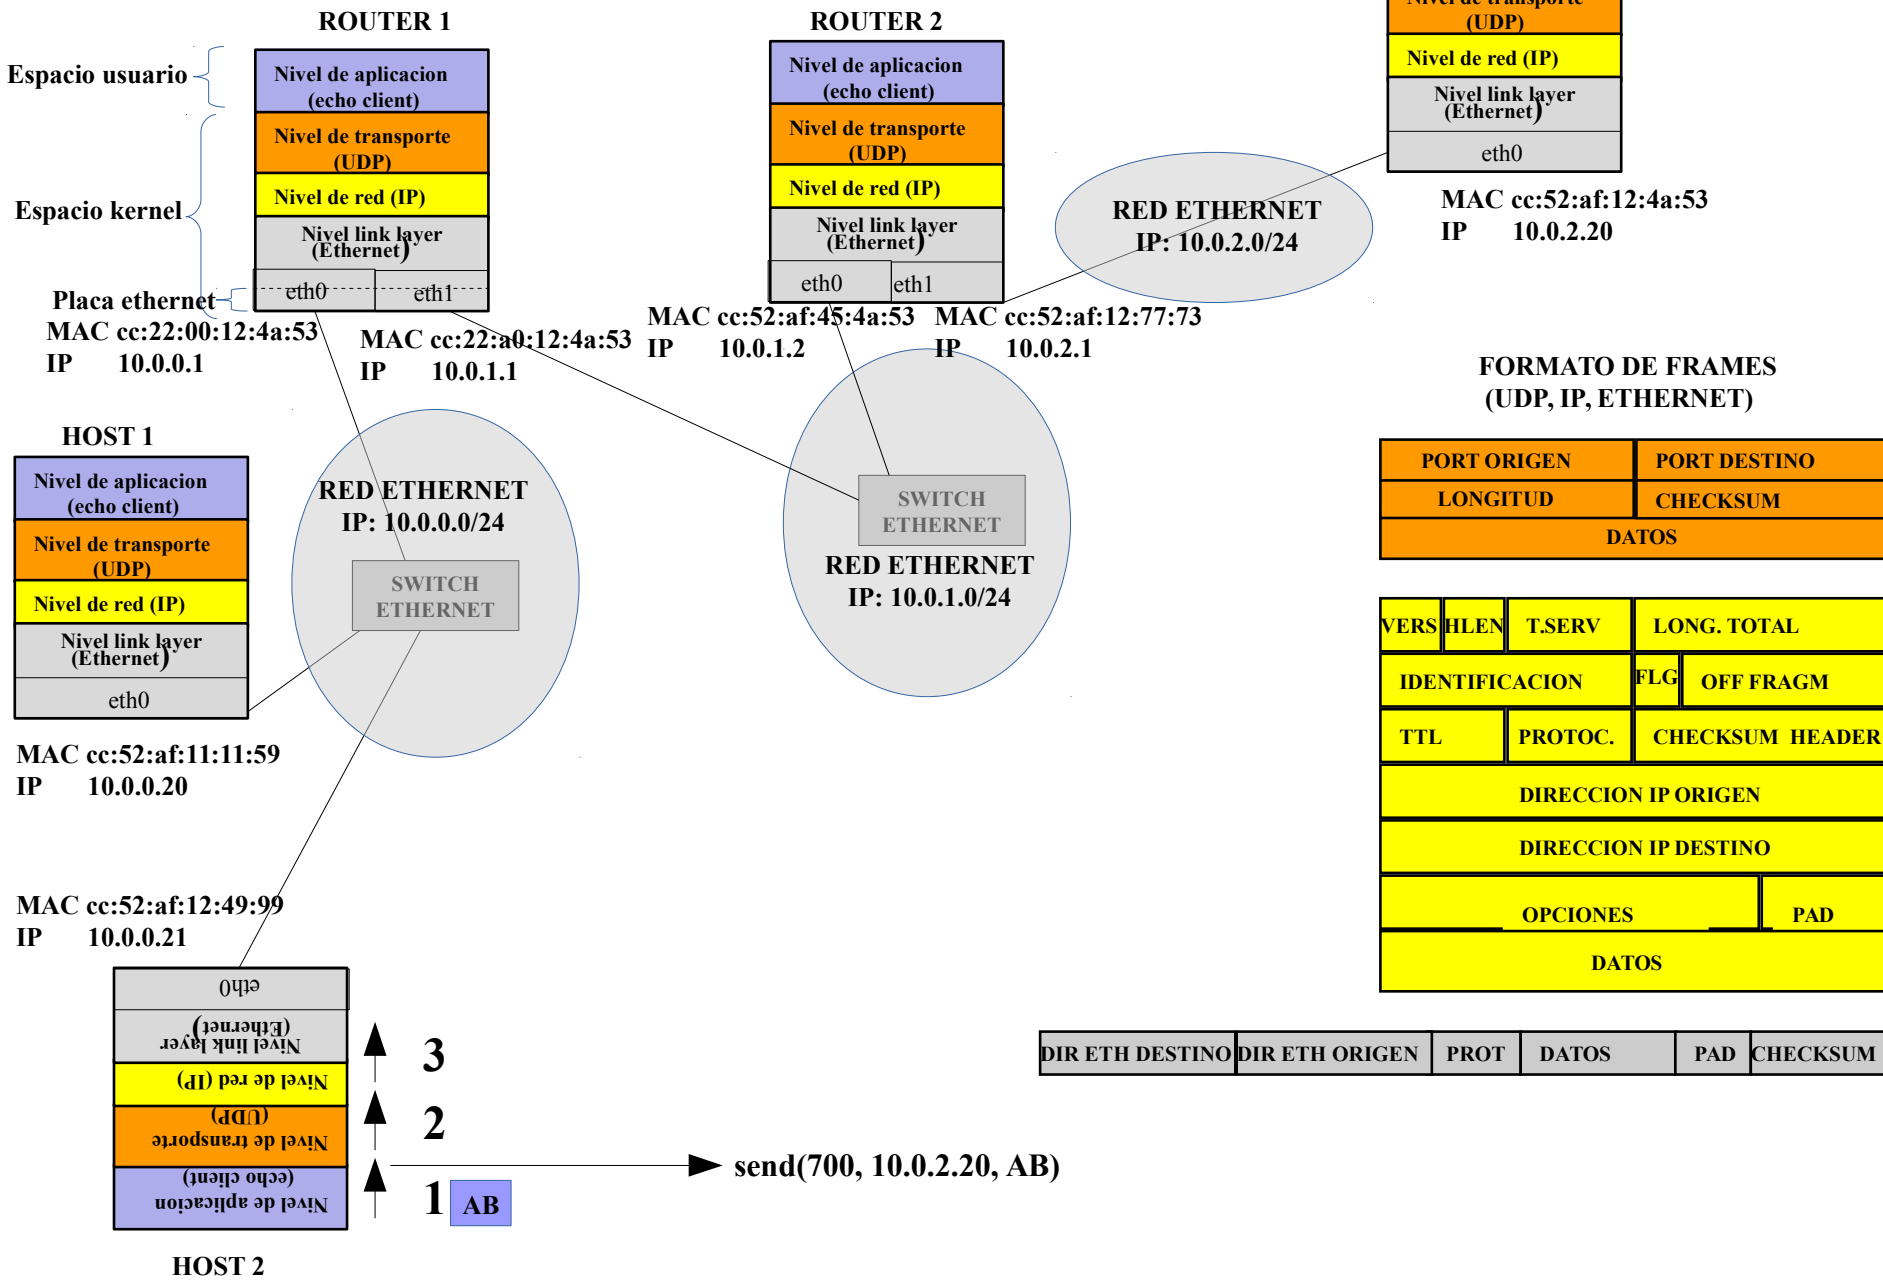 ROUTER 1
Espacio usuario
Nivel de aplicacion
(echo client)
Nivel de transporte
(UDP)
Nivel de red (IP)
Nivel link layer
(Ethernet)
eth0
eth1
Espacio kernel
Placa ethernet
MAC cc:22:00:12:4a:53
IP 10.0.0.1
MAC cc:22:a0:12:4a:53
IP 10.0.1.1
ROUTER 2
Nivel de aplicacion
(echo client)
Nivel de transporte
(UDP)
Nivel de red (IP)
Nivel link layer
(Ethernet)
eth0
eth1
MAC cc:52:af:45:4a:53
IP 10.0.1.2
MAC cc:52:af:12:77:73
IP 10.0.2.1
RED ETHERNET
IP: 10.0.2.0/24
Nivel de transporte
(UDP)
Nivel de red (IP)
Nivel link layer
(Ethernet)
eth0
MAC cc:52:af:12:4a:53
IP 10.0.2.20
HOST 1
Nivel de aplicacion
(echo client)
Nivel de transporte
(UDP)
Nivel de red (IP)
Nivel link layer
(Ethernet)
eth0
MAC cc:52:af:11:11:59
IP 10.0.0.20
RED ETHERNET
IP: 10.0.0.0/24
SWITCH
ETHERNET
SWITCH
ETHERNET
RED ETHERNET
IP: 10.0.1.0/24
MAC cc:52:af:12:49:99
IP 10.0.0.21
eth0
Nivel link layer
(Ethernet)
Nivel de red (IP)
Nivel de transporte
(UDP)
Nivel de aplicacion
(echo client)
HOST 2
3
2
1
AB
send(700, 10.0.2.20, AB)
FORMATO DE FRAMES
(UDP, IP, ETHERNET)
PORT ORIGEN PORT DESTINO
LONGITUD CHECKSUM
DATOS
VERS HLEN T.SERV LONG. TOTAL
IDENTIFICACION FLG OFF FRAGM
TTL PROTOC. CHECKSUM HEADER
DIRECCION IP ORIGEN
DIRECCION IP DESTINO
OPCIONES PAD
DATOS
DIR ETH DESTINO DIR ETH ORIGEN PROT DATOS PAD CHECKSUM